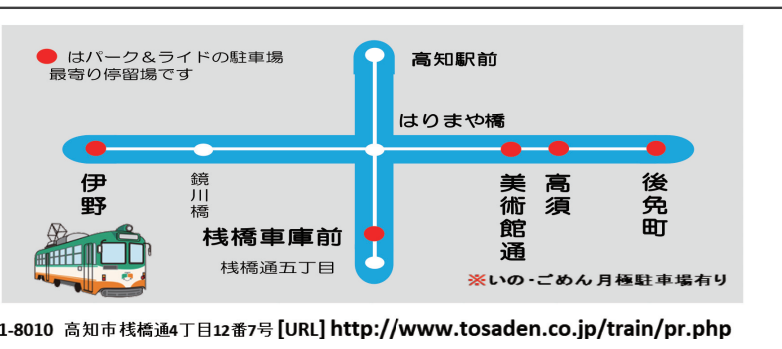 はパーク＆ライドの駐車場
最寄り停留場です
高知駅前
はりまや橋
伊野
鏡川橋
美術館通
高須
後免町
桟橋車庫前
桟橋通五丁目
※いの・ごめん月極駐車場有り
1-8010 高知市桟橋通4丁目12番7号 [URL] http://www.tosaden.co.jp/train/pr.php